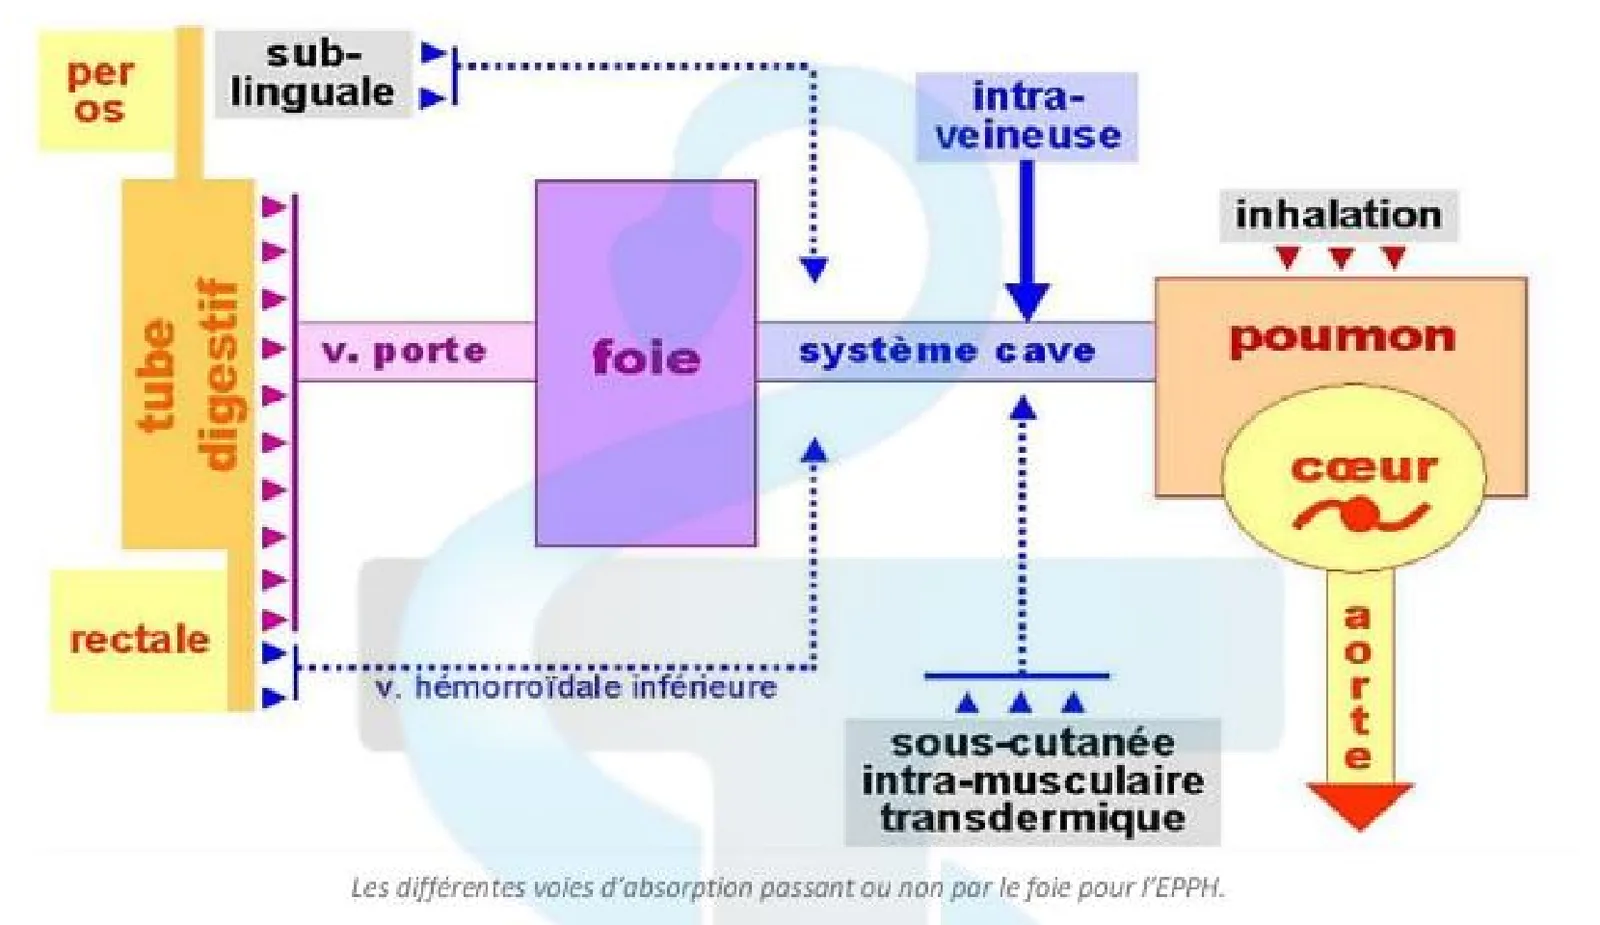 per
os
sub-
linguale
intra-
veineuse
inhalation
tube
digestif
v. porte
foie
système cave
poumon
cœur
rectale
v. hémorroïdale inférieure
sous-cutanée
intra-musculaire
transdermique
aorte
Les différentes voies d'absorption passant ou non par le foie pour l'EPPH.